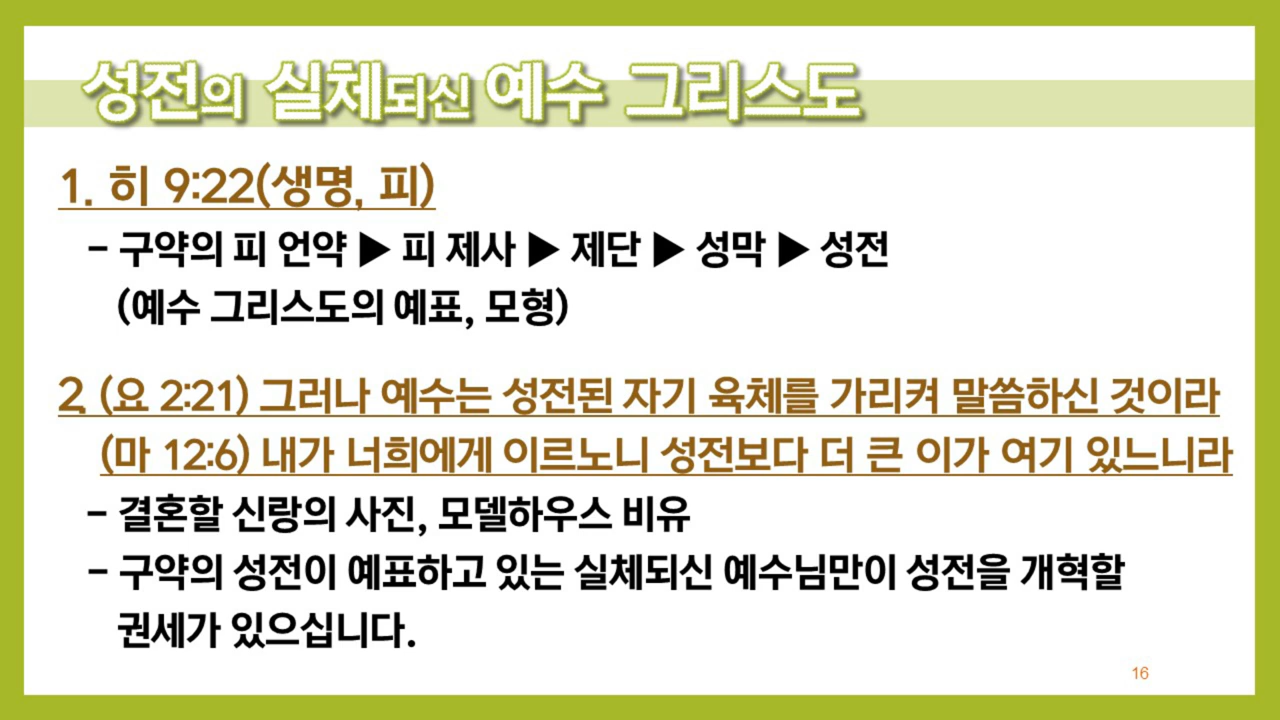 성전의 실체되신 예수 그리스도
1. 히 9:22(생명, 피)
- 구약의 피 언약 ▶ 피 제사 ▶ 제단 ▶ 성막 ▶ 성전
(예수 그리스도의 예표, 모형)
2. (요 2:21) 그러나 예수는 성전된 자기 육체를 가리켜 말씀하신 것이라
(마 12:6) 내가 너희에게 이르노니 성전보다 더 큰 이가 여기 있느니라
- 결혼할 신랑의 사진, 모델하우스 비유
- 구약의 성전이 예표하고 있는 실체되신 예수님만이 성전을 개혁할
권세가 있으십니다.
16